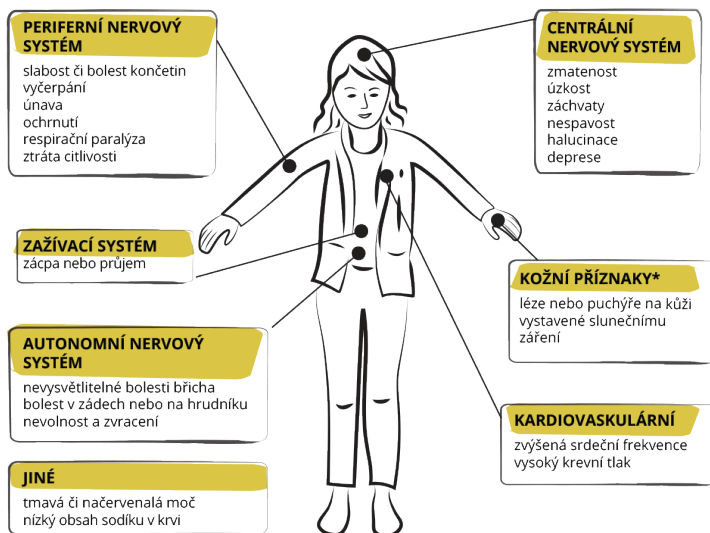 PERIFERNÍ NERVOVÝ
SYSTÉM
slabost či bolest končetin
vyčerpání
únava
ochrnutí
respirační paralýza
ztráta citlivosti
CENTRÁLNÍ
NERVOVÝ SYSTÉM
zmatenost
úzkost
záchvaty
nespavost
halucinace
deprese
ZAŽÍVACÍ SYSTÉM
zácpa nebo průjem
KOŽNÍ PŘÍZNAKY*
léze nebo puchýře na kůži
vystavené slunečnímu
záření
AUTONOMNÍ NERVOVÝ
SYSTÉM
nevysvětlitelné bolesti břicha
bolest v zádech nebo na hrudníku
nevolnost a zvracení
KARDIOVASKULÁRNÍ
zvýšená srdeční frekvence
vysoký krevní tlak
JINÉ
tmavá či načervenalá moč
nízký obsah sodíku v krvi